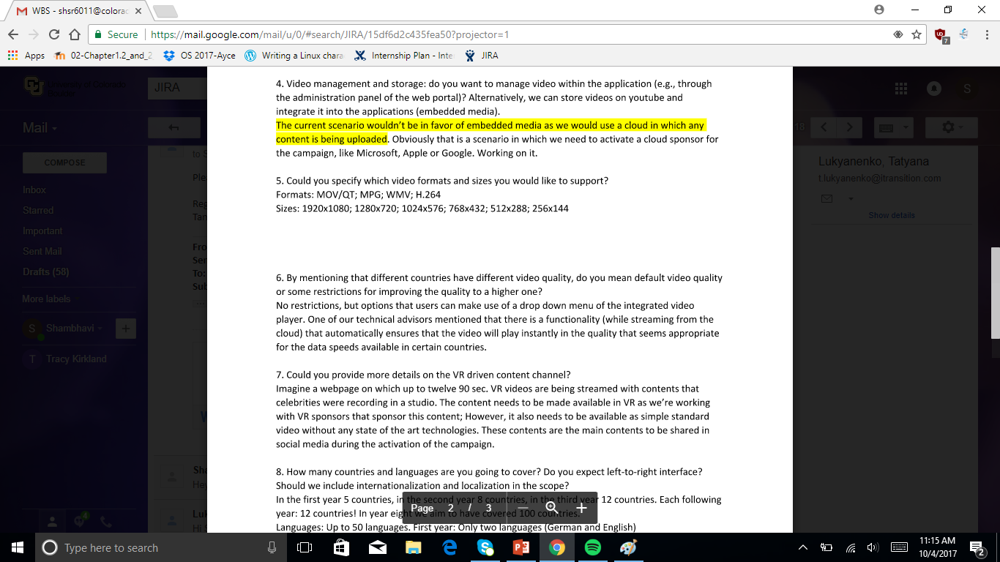 WBS - shsr6011@colorad
Secure
https://mail.google.com/mail/u/0/#search/JIRA/15df6d2c435fea50?projector=1
7
Apps
02-Chapter1.2_and_2
OS 2017-Ayce
Writing a Linux chara
Internship Plan - Inte
JIRA
University of Colorado
Boulder
JIRA
S
Mail
18
COMPOSE
Inbox
Starred
Important
Sent Mail
Drafts (58)
More labels
S
Shambhavi
T
Tracy Kirkland
to S
Plea
Reg
Tan
Fro
Sen
To:
Sub
...
W
Sha
Hey
4
Luk
Hi S
4. Video management and storage: do you want to manage video within the application (e.g., through
the administration panel of the web portal)? Alternatively, we can store videos on youtube and
integrate it into the applications (embedded media).
The current scenario wouldn't be in favor of embedded media as we would use a cloud in which any
content is being uploaded. Obviously that is a scenario in which we need to activate a cloud sponsor for
the campaign, like Microsoft, Apple or Google. Working on it.
5. Could you specify which video formats and sizes you would like to support?
Formats: MOV/QT; MPG; WMV; H.264
Sizes: 1920x1080; 1280x720; 1024x576; 768x432; 512x288; 256x144
6. By mentioning that different countries have different video quality, do you mean default video quality
or some restrictions for improving the quality to a higher one?
No restrictions, but options that users can make use of a drop down menu of the integrated video
player. One of our technical advisors mentioned that there is a functionality (while streaming from the
cloud) that automatically ensures that the video will play instantly in the quality that seems appropriate
for the data speeds available in certain countries.
7. Could you provide more details on the VR driven content channel?
Imagine a webpage on which up to twelve 90 sec. VR videos are being streamed with contents that
celebrities were recording in a studio. The content needs to be made available in VR as we're working
with VR sponsors that sponsor this content; However, it also needs to be available as simple standard
video without any state of the art technologies. These contents are the main contents to be shared in
social media during the activation of the campaign.
8. How many countries and languages are you going to cover? Do you expect left-to-right interface?
Should we include internationalization and localization in the scope?
In the first year 5 countries, in the second year 8 countries, in the third year 12 countries. Each following
year: 12 countries! In year eight we aim to have covered 100 countries.
Languages: Up to 50 languages. First year: Only two languages (German and English)
Page 2 / 3
Lukyanenko, Tatyana
t.lukyanenko@itransition.com
Show details
Type here to search
11:15 AM
10/4/2017
2